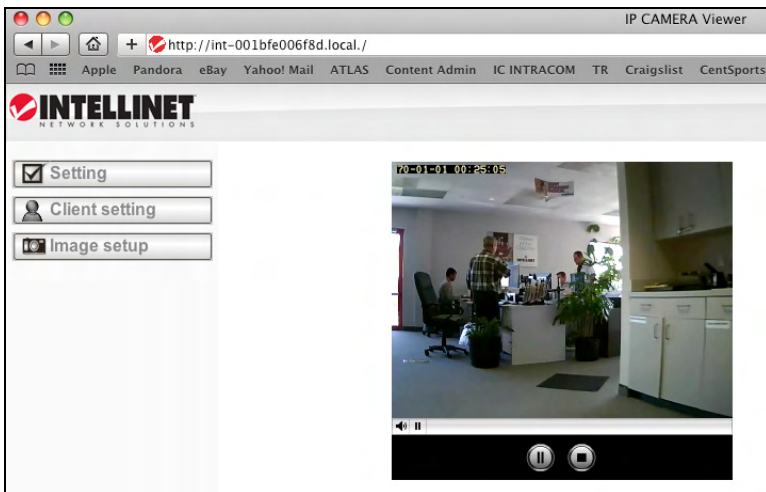 IP CAMERA Viewer
http://int-001bfe006f8d.local./
Apple Pandora eBay Yahoo! Mail ATLAS Content Admin IC INTRACOM TR Craigslist CentSports
INTELLINET
NETWORK SOLUTIONS
Setting
Client setting
Image setup
70-01-01 00:25:05
INTELLINET